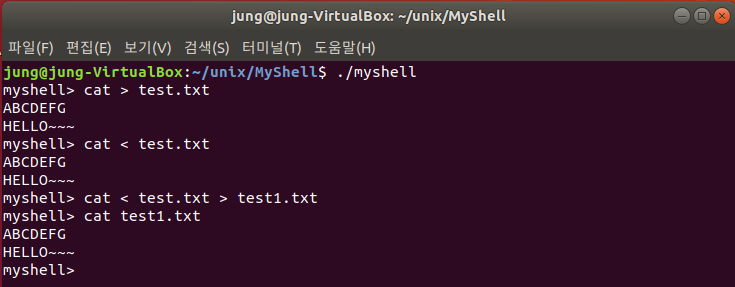 jung@jung-VirtualBox: ~/unix/MyShell
파일(F) 편집(E) 보기(V) 검색(S) 터미널(T) 도움말(H)
jung@jung-VirtualBox:~/unix/MyShell$ ./myshell
myshell> cat > test.txt
ABCDEFG
HELLO~~~
myshell> cat < test.txt
ABCDEFG
HELLO~~~
myshell> cat < test.txt > test1.txt
myshell> cat test1.txt
ABCDEFG
HELLO~~~
myshell>